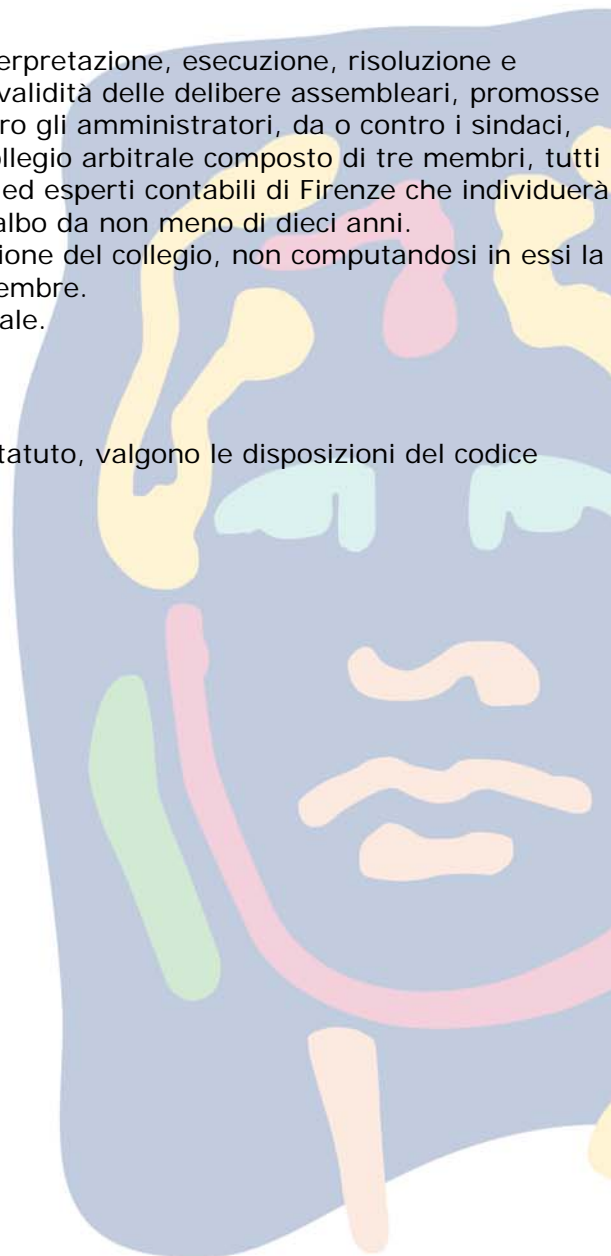 erpretazione, esecuzione, risoluzione e
validità delle delibere assembleari, promosse
ro gli amministratori, da o contro i sindaci,
ollegio arbitrale composto di tre membri, tutti
ed esperti contabili di Firenze che individuerà
albo da non meno di dieci anni.
ione del collegio, non computandosi in essi la
embre.
ale.
tatuto, valgono le disposizioni del codice